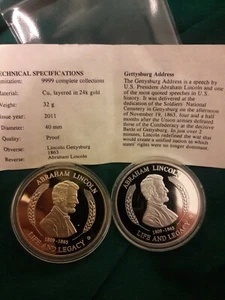 TECHNICAL SPECIFICATIONS
Limitation: 9999 complete collections
Material: Cu, layered in 24k gold
Weight: 32 g
Issue year: 2011
Diameter: 40 mm
Quality: Proof
Obverse: Lincoln Gettysburg
1863
Reverse: Abraham Lincoln
Gettysburg Address
The Gettysburg Address is a speech by
U.S. President Abraham Lincoln and one
of the most quoted speeches in U.S.
history. It was delivered at the
dedication of the Soldiers' National
Cemetery in Gettysburg on the afternoon
of November 19, 1863, four and a half
months after the Union armies defeated
those of the Confederacy at the decisive
Battle of Gettysburg. In just over 2
minutes, Lincoln redefined the war
that would create a unity in which states'
rights were no longer dominant.
ABRAHAM LINCOLN
1809 - 1865
LIFE AND LEGACY
ABRAHAM LINCOLN
1809 - 1865
LIFE AND LEGACY